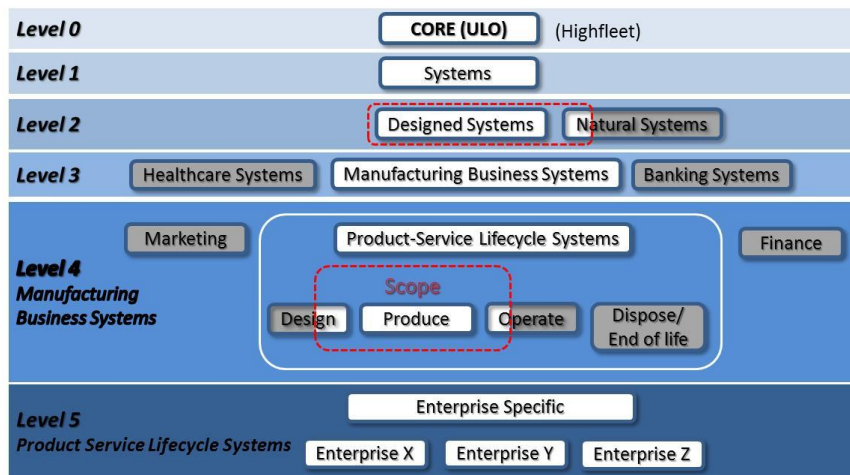 Level 0
CORE (ULO)
(Highfleet)
Level 1
Systems
Level 2
Designed Systems
Natural Systems
Level 3
Healthcare Systems
Manufacturing Business Systems
Banking Systems
Marketing
Product-Service Lifecycle Systems
Finance
Level 4
Manufacturing
Business Systems
Scope
Design
Produce
Operate
Dispose/
End of life
Level 5
Product Service Lifecycle Systems
Enterprise Specific
Enterprise X
Enterprise Y
Enterprise Z